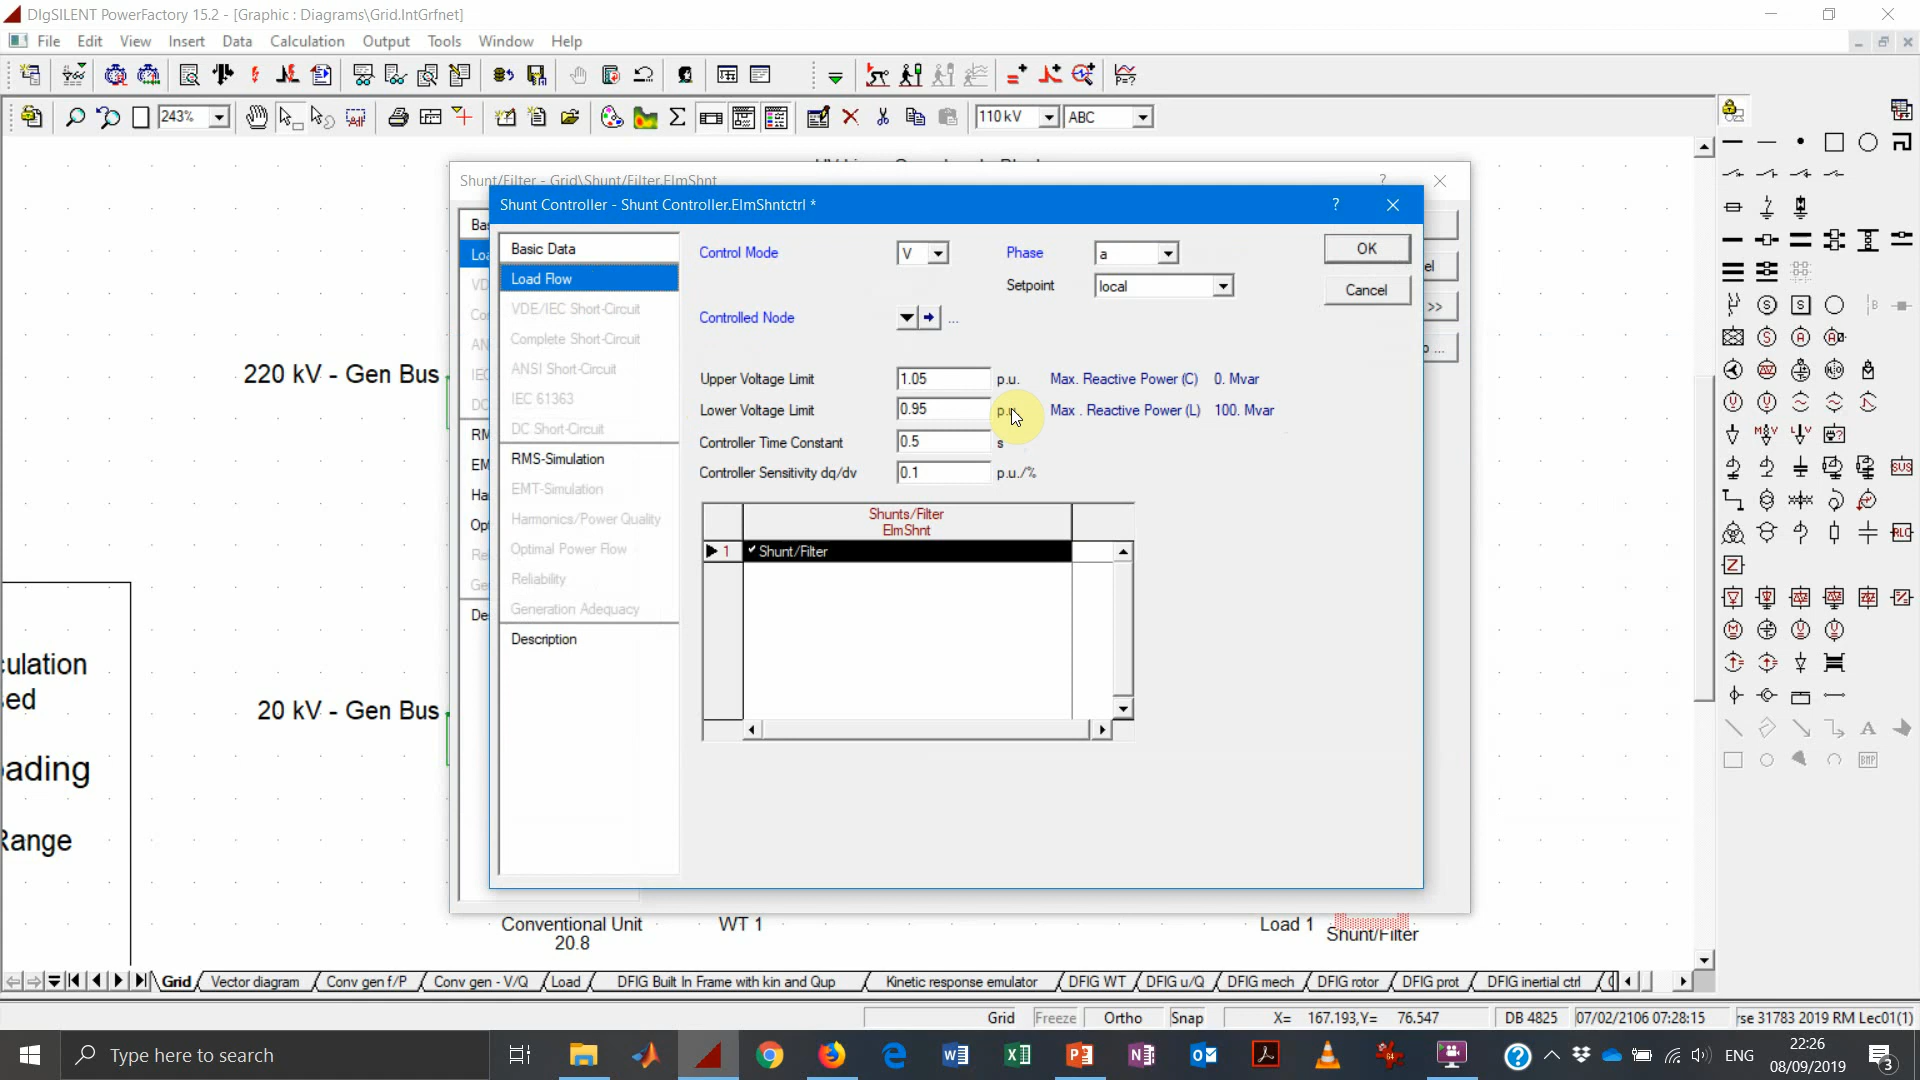 DIgSILENT PowerFactory 15.2 - [Graphic : Diagrams\Grid.IntGrfnet]
File Edit View Insert Data Calculation Output Tools Window Help
243%
110 kV
ABC
Shunt/Filter - Grid\Shunt/Filter.ElmShnt
Shunt Controller - Shunt Controller.ElmShntctrl *
Basic Data
Load Flow
VDE/IEC Short-Circuit
Complete Short-Circuit
ANSI Short-Circuit
IEC 61363
DC Short-Circuit
RMS-Simulation
EMT-Simulation
Harmonics/Power Quality
Optimal Power Flow
Reliability
Generation Adequacy
Description
Control Mode V Phase a
Setpoint local
Controlled Node ...
Upper Voltage Limit 1.05 p.u. Max. Reactive Power (C) 0. Mvar
Lower Voltage Limit 0.95 p.u. Max . Reactive Power (L) 100. Mvar
Controller Time Constant 0.5 s
Controller Sensitivity dq/dv 0.1 p.u./%
Shunts/Filter
ElmShnt
1 Shunt/Filter
OK
Cancel
220 kV - Gen Bus
20 kV - Gen Bus
culation
ed
oading
Range
Conventional Unit
20.8
WT 1
Load 1
Shunt/Filter
Grid Vector diagram Conv gen f/P Conv gen - V/Q Load DFIG Built In Frame with kin and Qup Kinetic response emulator DFIG WT DFIG u/Q DFIG mech DFIG rotor DFIG prot DFIG inertial ctrl
Grid Freeze Ortho Snap X= 167.193,Y= 76.547 DB 4825 07/02/2106 07:28:15 rse 31783 2019 RM Lec01(1)
Type here to search
ENG
22:26
08/09/2019
3